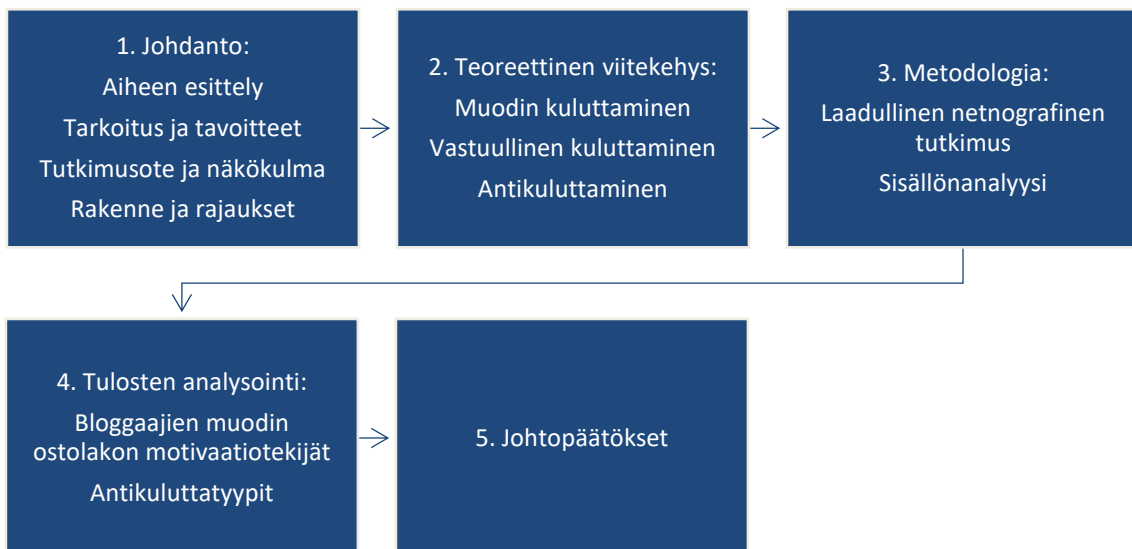 1. Johdanto:
Aiheen esittely
Tarkoitus ja tavoitteet
Tutkimusote ja näkökulma
Rakenne ja rajaukset
2. Teoreettinen viitekehys:
Muodin kuluttaminen
Vastuullinen kuluttaminen
Antikuluttaminen
3. Metodologia:
Laadullinen netnografinen
tutkimus
Sisällönanalyysi
4. Tulosten analysointi:
Bloggaajien muodin
ostolakon motivaatiotekijät
Antikuluttatyypit
5. Johtopäätökset